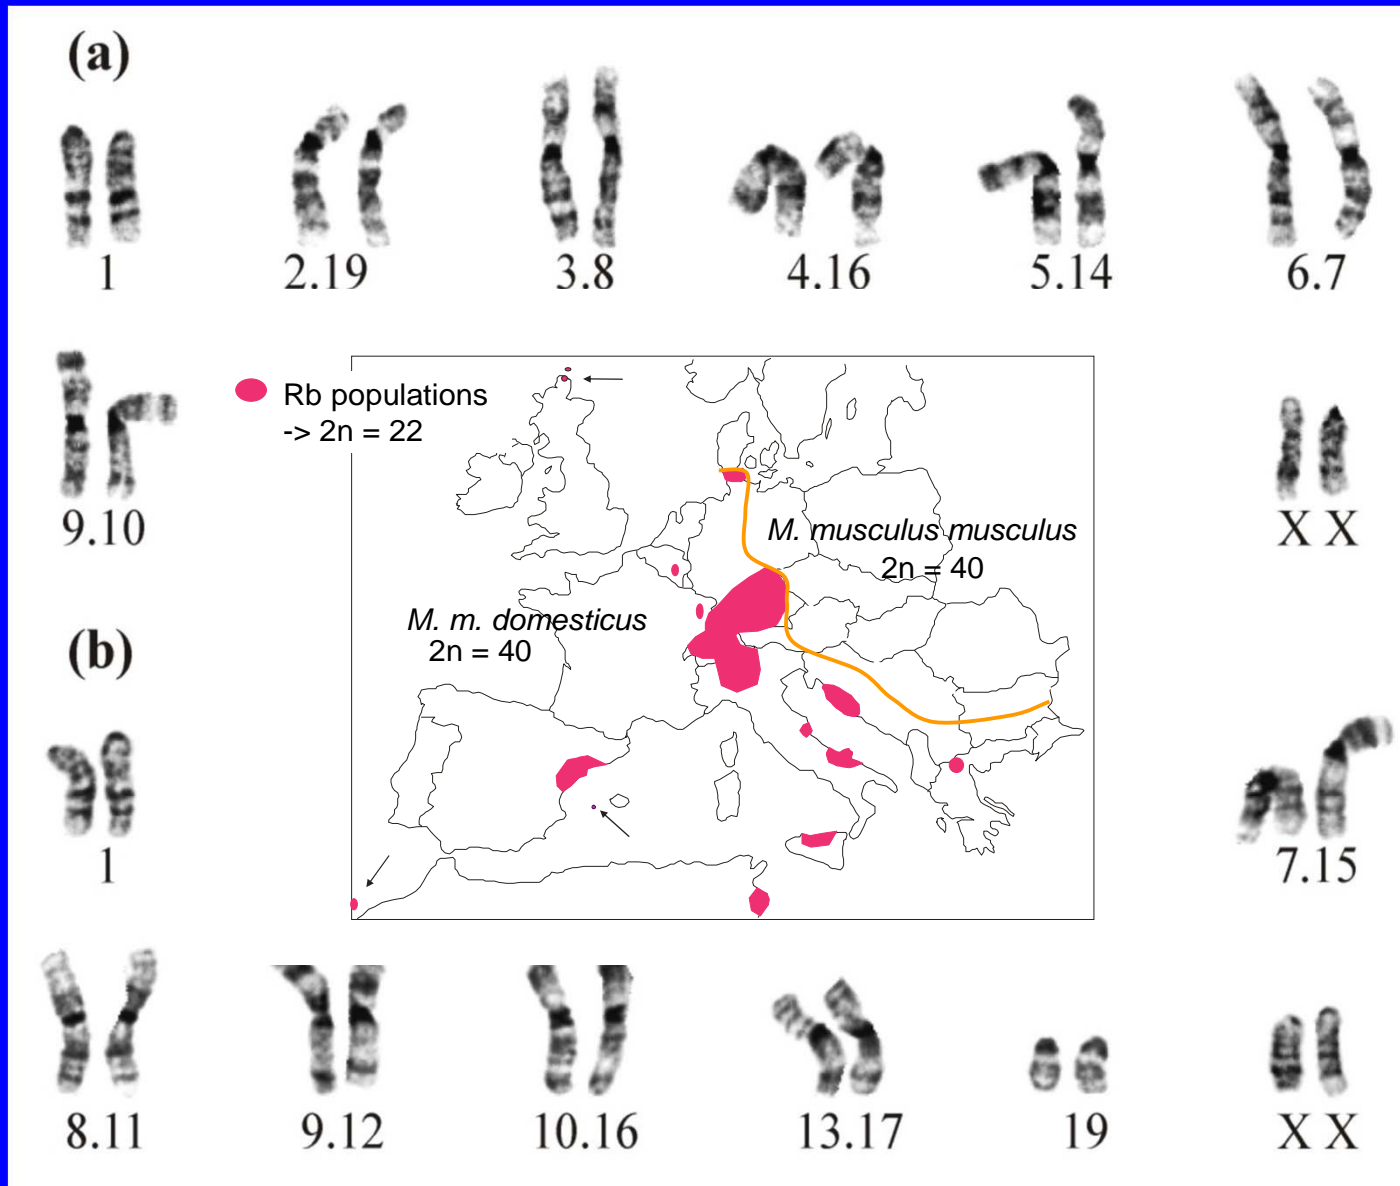 (a)
1
2.19
3.8
4.16
5.14
6.7
9.10
Rb populations
-> 2n = 22
M. musculus musculus
2n = 40
M. m. domesticus
2n = 40
X X
(b)
1
7.15
8.11
9.12
10.16
13.17
19
X X